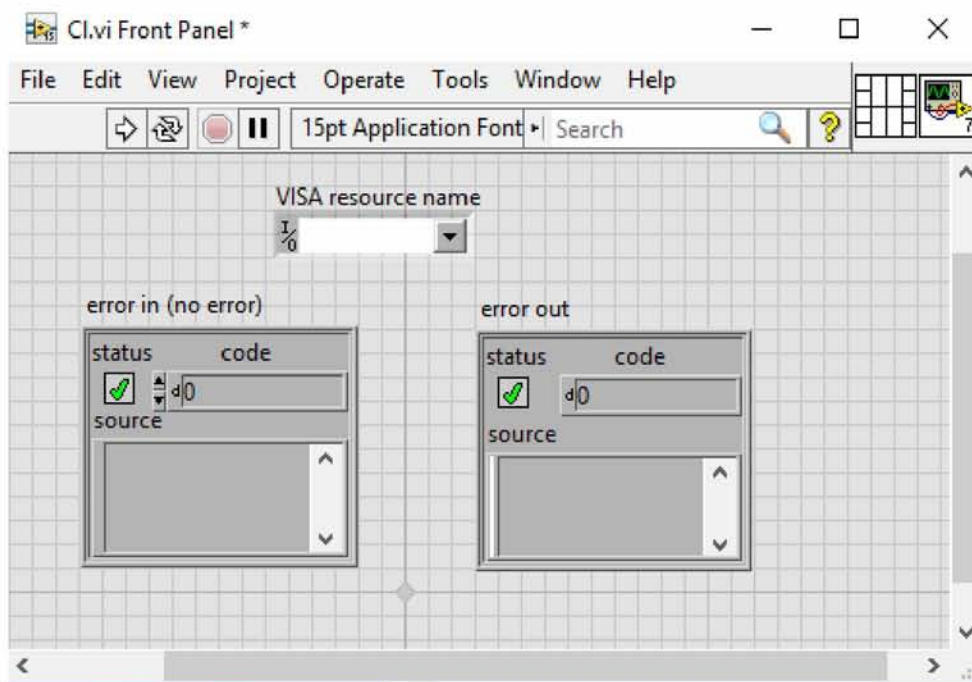 CI.vi Front Panel *
File Edit View Project Operate Tools Window Help
15pt Application Font Search
VISA resource name
I/O
error in (no error)
status code
d 0
source
error out
status code
d 0
source